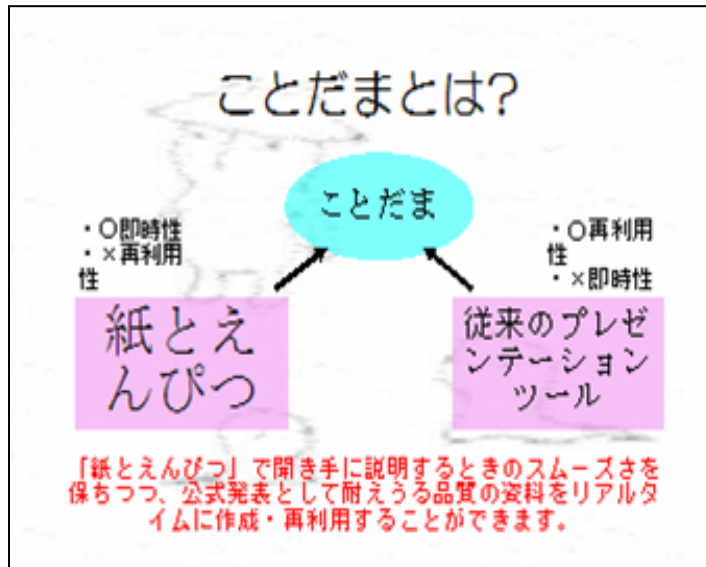 ことだまとは?
ことだま
・○即時性
・×再利用
性
・○再利用
性
・×即時性
紙とえ
んぴつ
従来のプレゼ
ンテーション
ツール
「紙とえんぴつ」で聞き手に説明するときのスムーズさを
保ちつつ、公式発表として耐えうる品質の資料をリアルタ
イムに作成・再利用することができます。